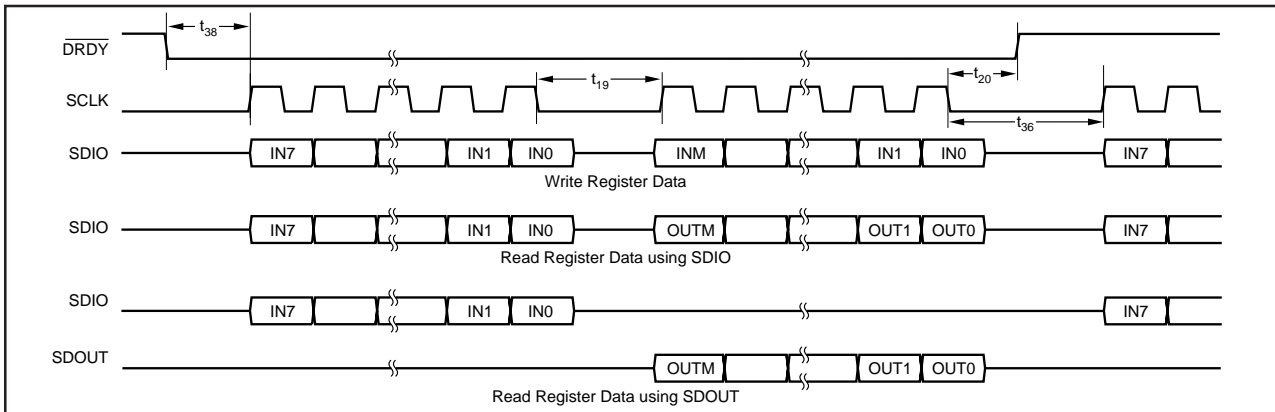 t38
DRDY
t19
t20
SCLK
t36
SDIO IN7 IN1 IN0 INM IN1 IN0 IN7
Write Register Data
SDIO IN7 IN1 IN0 OUTM OUT1 OUT0 IN7
Read Register Data using SDIO
SDIO IN7 IN1 IN0 IN7
SDOUT OUTM OUT1 OUT0
Read Register Data using SDOUT